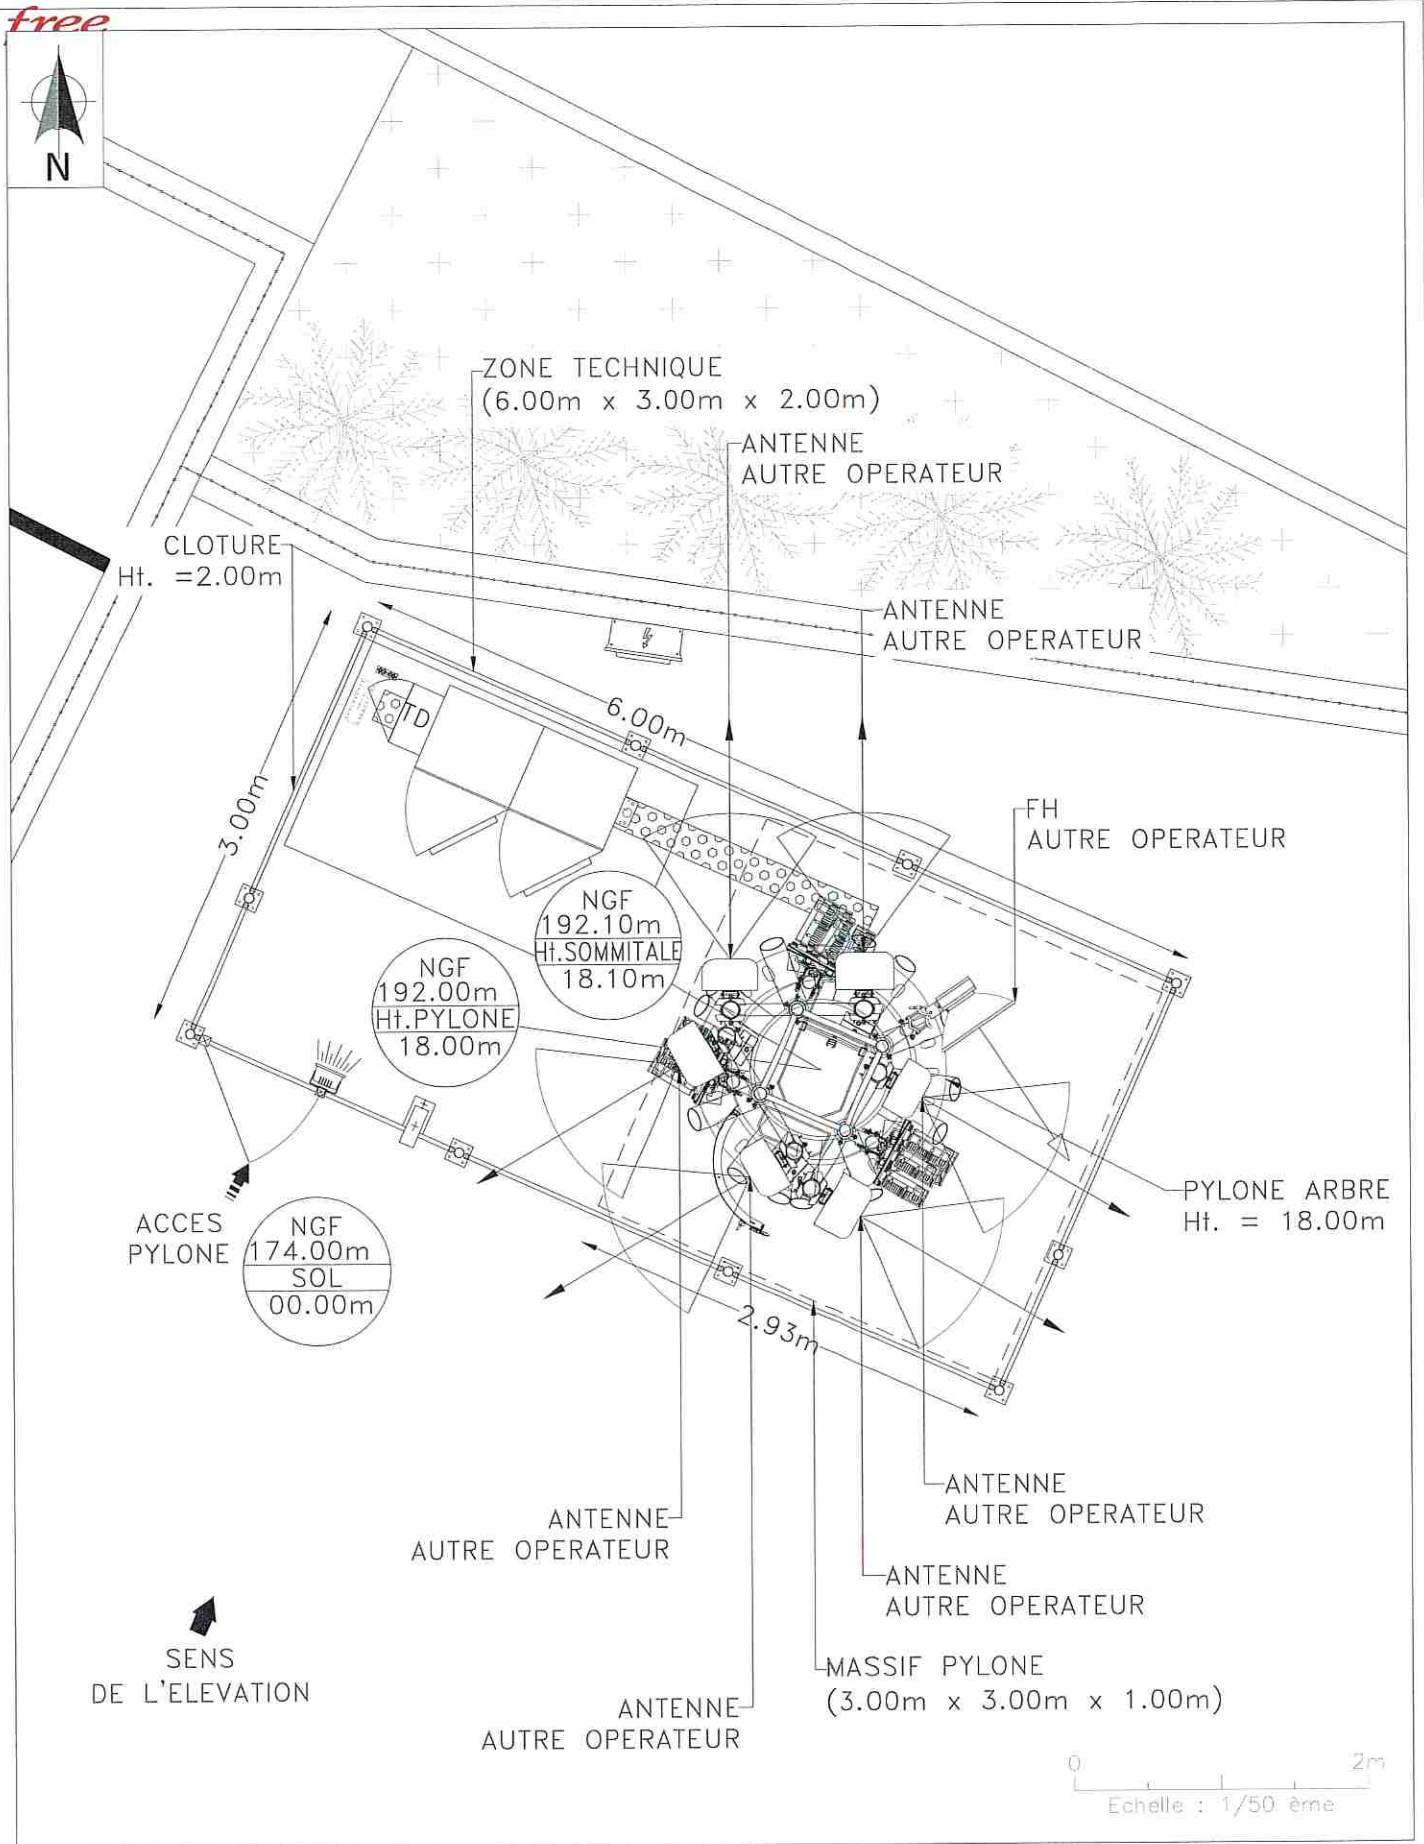 free
N
ZONE TECHNIQUE
(6.00m x 3.00m x 2.00m)
ANTENNE
AUTRE OPERATEUR
CLOTURE
Ht. =2.00m
ANTENNE
AUTRE OPERATEUR
TD
6.00m
3.00m
FH
AUTRE OPERATEUR
NGF
192.10m
Ht.SOMMITALE
18.10m
NGF
192.00m
Ht.PYLONE
18.00m
ACCES
PYLONE
NGF
174.00m
SOL
00.00m
PYLONE ARBRE
Ht. = 18.00m
2.93m
ANTENNE
AUTRE OPERATEUR
ANTENNE
AUTRE OPERATEUR
ANTENNE
AUTRE OPERATEUR
SENS
DE L'ELEVATION
MASSIF PYLONE
(3.00m x 3.00m x 1.00m)
ANTENNE
AUTRE OPERATEUR
0 2m
Echelle : 1/50 ème